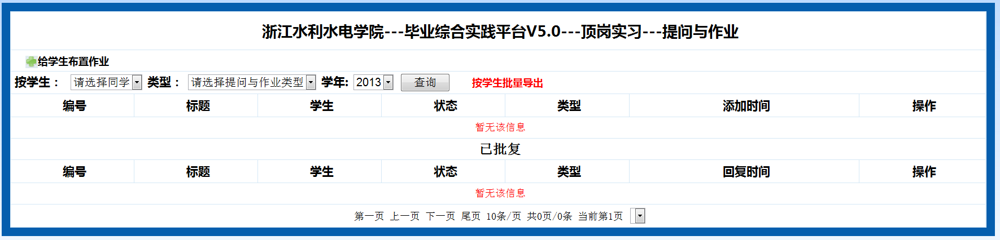 浙江水利水电学院---毕业综合实践平台V5.0---顶岗实习---提问与作业
给学生布置作业
按学生： 请选择同学 类型： 请选择提问与作业类型 学年: 2013 查询 按学生批量导出
编号 标题 学生 状态 类型 添加时间 操作
暂无该信息
已批复
编号 标题 学生 状态 类型 回复时间 操作
暂无该信息
第一页 上一页 下一页 尾页 10条/页 共0页/0条 当前第1页